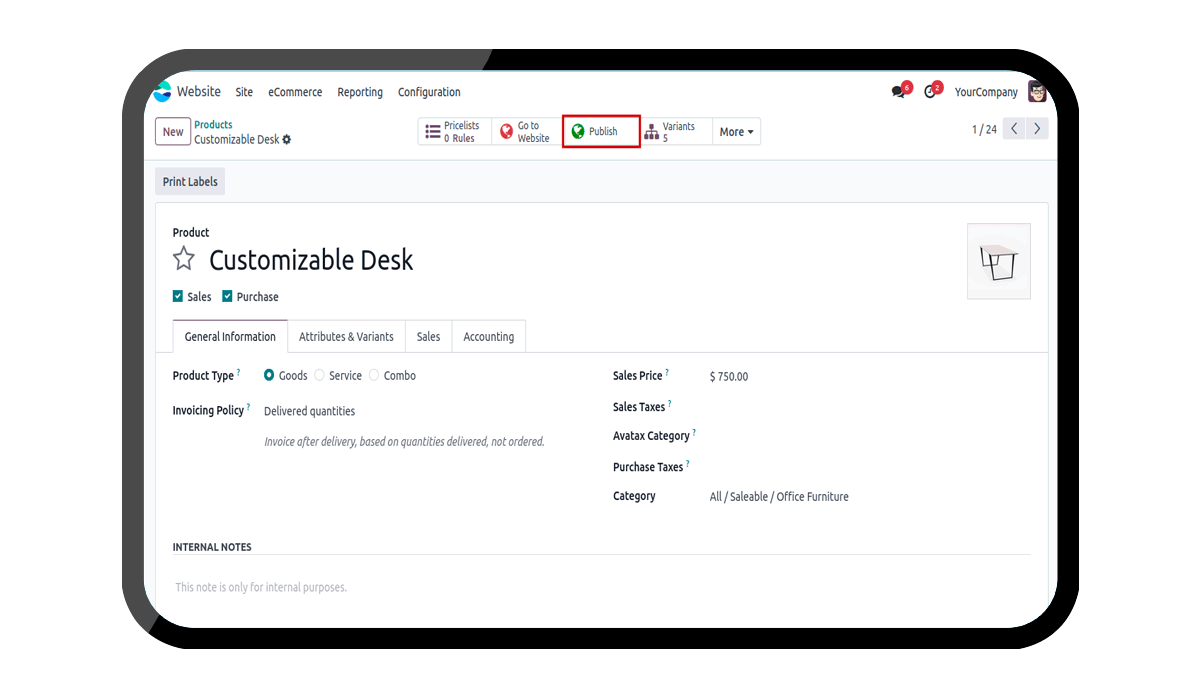 Website Site eCommerce Reporting Configuration 6 2 YourCompany
New Products Customizable Desk
Pricelists 0 Rules
Go to Website
Publish
Variants 5
More
1 / 24
Print Labels
Product
Customizable Desk
Sales Purchase
General Information Attributes & Variants Sales Accounting
Product Type ? Goods Service Combo
Sales Price ? $ 750.00
Invoicing Policy ? Delivered quantities
Sales Taxes ?
Invoice after delivery, based on quantities delivered, not ordered.
Avatax Category ?
Purchase Taxes ?
Category All / Saleable / Office Furniture
INTERNAL NOTES
This note is only for internal purposes.